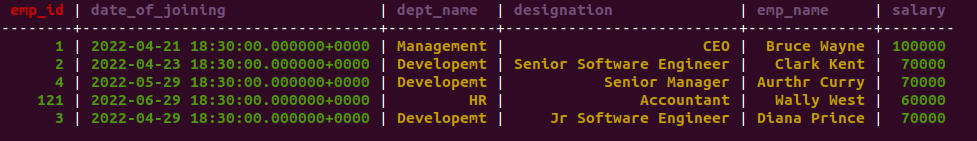 emp_id | date_of_joining | dept_name | designation | emp_name | salary
--------+---------------------------------+------------+--------------------------+--------------+--------
1 | 2022-04-21 18:30:00.000000+0000 | Management | CEO | Bruce Wayne | 100000
2 | 2022-04-23 18:30:00.000000+0000 | Developemt | Senior Software Engineer | Clark Kent | 70000
4 | 2022-05-29 18:30:00.000000+0000 | Developemt | Senior Manager | Aurthr Curry | 70000
121 | 2022-06-29 18:30:00.000000+0000 | HR | Accountant | Wally West | 60000
3 | 2022-04-29 18:30:00.000000+0000 | Developemt | Jr Software Engineer | Diana Prince | 70000